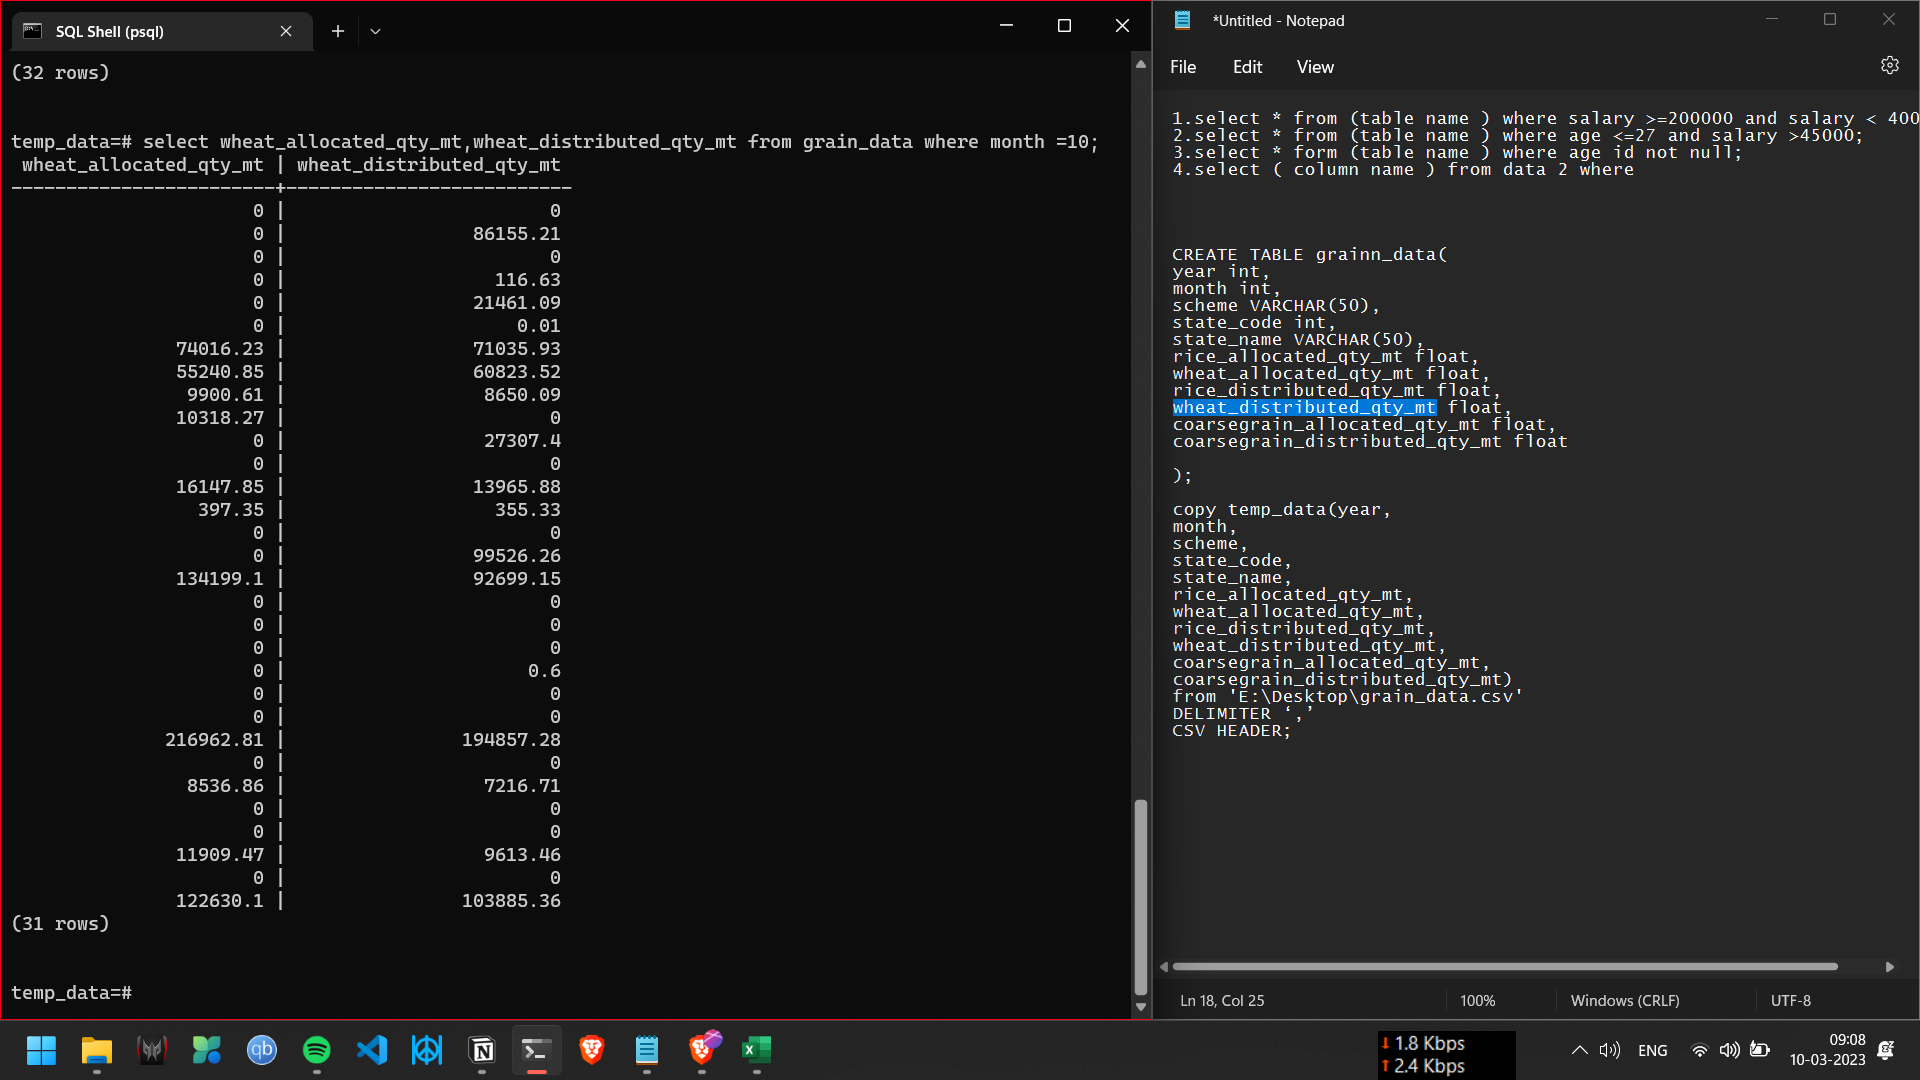 SQL Shell (psql)
(32 rows)
temp_data=# select wheat_allocated_qty_mt,wheat_distributed_qty_mt from grain_data where month =10;
wheat_allocated_qty_mt | wheat_distributed_qty_mt
------------------------+--------------------------
0 | 0
0 | 86155.21
0 | 0
0 | 116.63
0 | 21461.09
0 | 0.01
74016.23 | 71035.93
55240.85 | 60823.52
9900.61 | 8650.09
10318.27 | 0
0 | 27307.4
0 | 0
16147.85 | 13965.88
397.35 | 355.33
0 | 0
0 | 99526.26
134199.1 | 92699.15
0 | 0
0 | 0
0 | 0
0 | 0.6
0 | 0
0 | 0
216962.81 | 194857.28
0 | 0
8536.86 | 7216.71
0 | 0
0 | 0
11909.47 | 9613.46
0 | 0
122630.1 | 103885.36
(31 rows)
temp_data=#
*Untitled - Notepad
File Edit View
1.select * from (table name ) where salary >=200000 and salary < 400
2.select * from (table name ) where age <=27 and salary >45000;
3.select * form (table name ) where age id not null;
4.select ( column name ) from data 2 where
CREATE TABLE grainn_data(
year int,
month int,
scheme VARCHAR(50),
state_code int,
state_name VARCHAR(50),
rice_allocated_qty_mt float,
wheat_allocated_qty_mt float,
rice_distributed_qty_mt float,
wheat_distributed_qty_mt float,
coarsegrain_allocated_qty_mt float,
coarsegrain_distributed_qty_mt float
);
copy temp_data(year,
month,
scheme,
state_code,
state_name,
rice_allocated_qty_mt,
wheat_allocated_qty_mt,
rice_distributed_qty_mt,
wheat_distributed_qty_mt,
coarsegrain_allocated_qty_mt,
coarsegrain_distributed_qty_mt)
from 'E:\Desktop\grain_data.csv'
DELIMITER ‘,’
CSV HEADER;
Ln 18, Col 25 100% Windows (CRLF) UTF-8
qb
N
1.8 Kbps
2.4 Kbps
ENG
09:08
10-03-2023